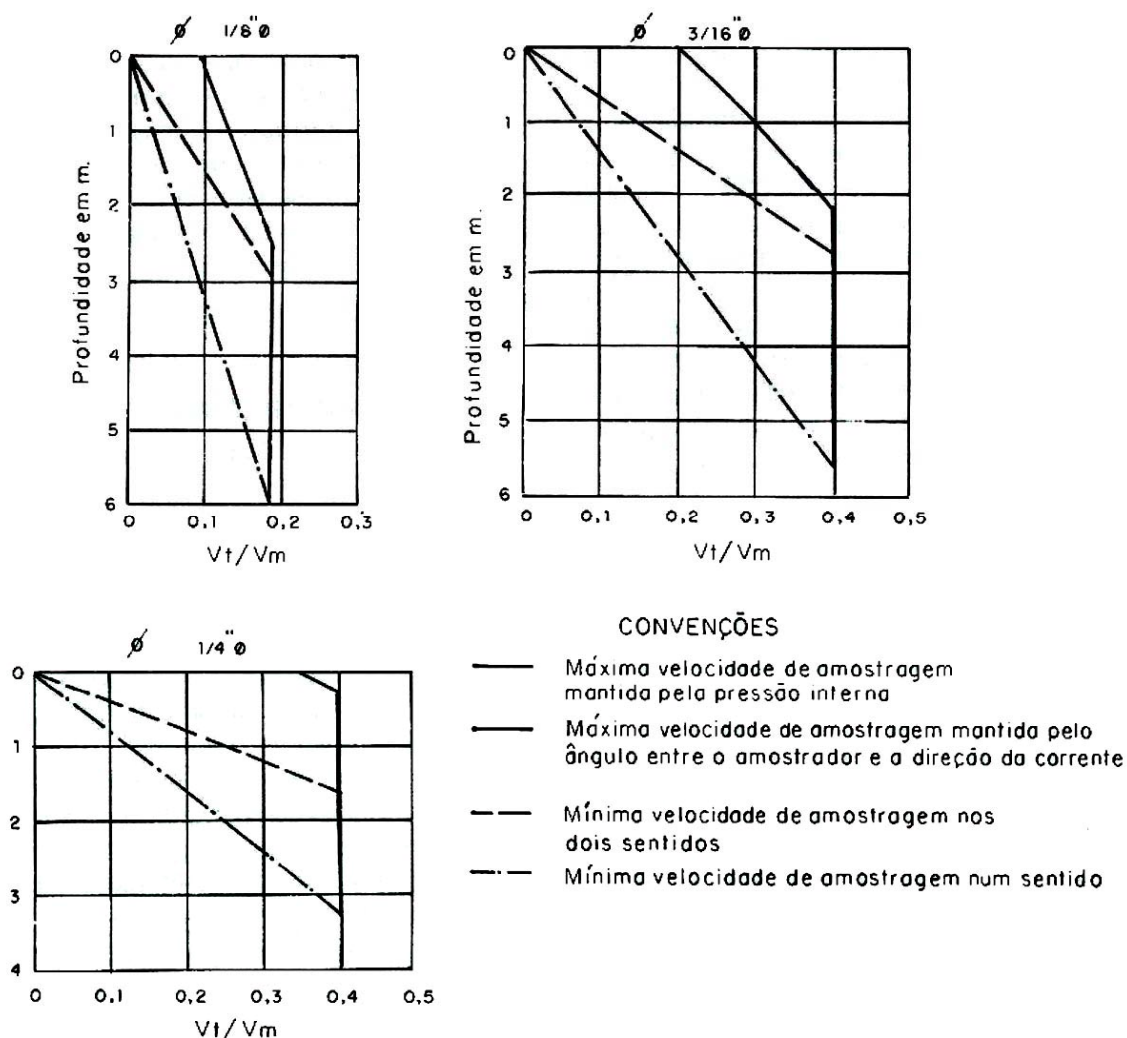 ø 1/8"ø
0
1
2
3
4
5
6
Profundidade em m.
0 0,1 0,2 0,3
Vt/Vm
ø 3/16"ø
0
1
2
3
4
5
6
Profundidade em m.
0 0,1 0,2 0,3 0,4 0,5
Vt/Vm
ø 1/4"ø
0
1
2
3
4
0 0,1 0,2 0,3 0,4 0,5
Vt/Vm
CONVENÇÕES
Máxima velocidade de amostragem
mantida pela pressão interna
Máxima velocidade de amostragem mantida pelo
ângulo entre o amostrador e a direção da corrente
Mínima velocidade de amostragem nos
dois sentidos
Mínima velocidade de amostragem num sentido